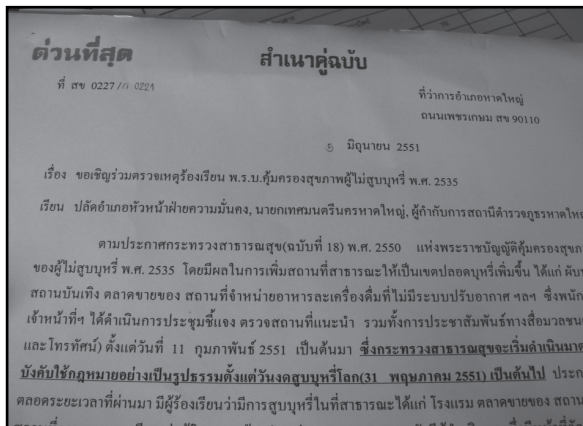 ด่วนที่สุด
สำเนาคู่ฉบับ
ที่ สข 0227/
ที่ว่าการอำเภอหาดใหญ่
ถนนเพชรเกษม สข 90110
มิถุนายน 2551
เรื่อง ขอเชิญร่วมตรวจเหตุร้องเรียน พ.ร.บ.คุ้มครองสุขภาพผู้ไม่สูบบุหรี่ พ.ศ. 2535
เรียน ปลัดอำเภอหัวหน้าฝ่ายความมั่นคง, นายกเทศมนตรีนครหาดใหญ่, ผู้กำกับการสถานีตำรวจภูธรหาดให
ตามประกาศกระทรวงสาธารณสุข(ฉบับที่ 18) พ.ศ. 2550 แห่งพระราชบัญญัติคุ้มครองสุขภา
ของผู้ไม่สูบบุหรี่ พ.ศ. 2535 โดยมีผลในการเพิ่มสถานที่สาธารณะให้เป็นเขตปลอดบุหรี่เพิ่มขึ้น ได้แก่ ผับบ
สถานบันเทิง ตลาดขายของ สถานที่จำหน่ายอาหารละเครื่องดื่มที่ไม่มีระบบปรับอากาศ ฯลฯ ซึ่งพนัก
เจ้าหน้าที่ฯ ได้ดำเนินการประชุมชี้แจง ตรวจสถานที่แนะนำ รวมทั้งการประชาสัมพันธ์ทางสื่อมวลชน
และโทรทัศน์) ตั้งแต่วันที่ 11 กุมภาพันธ์ 2551 เป็นต้นมา ซึ่งกระทรวงสาธารณสุขจะเริ่มดำเนินมาต
บังคับใช้กฎหมายอย่างเป็นรูปธรรมตั้งแต่วันงดสูบบุหรี่โลก(31 พฤษภาคม 2551) เป็นต้นไป ประก
ตลอดระยะเวลาที่ผ่านมา มีผู้ร้องเรียนว่ามีการสูบบุหรี่ในที่สาธารณะได้แก่ โรงแรม ตลาดขายของ สถาน